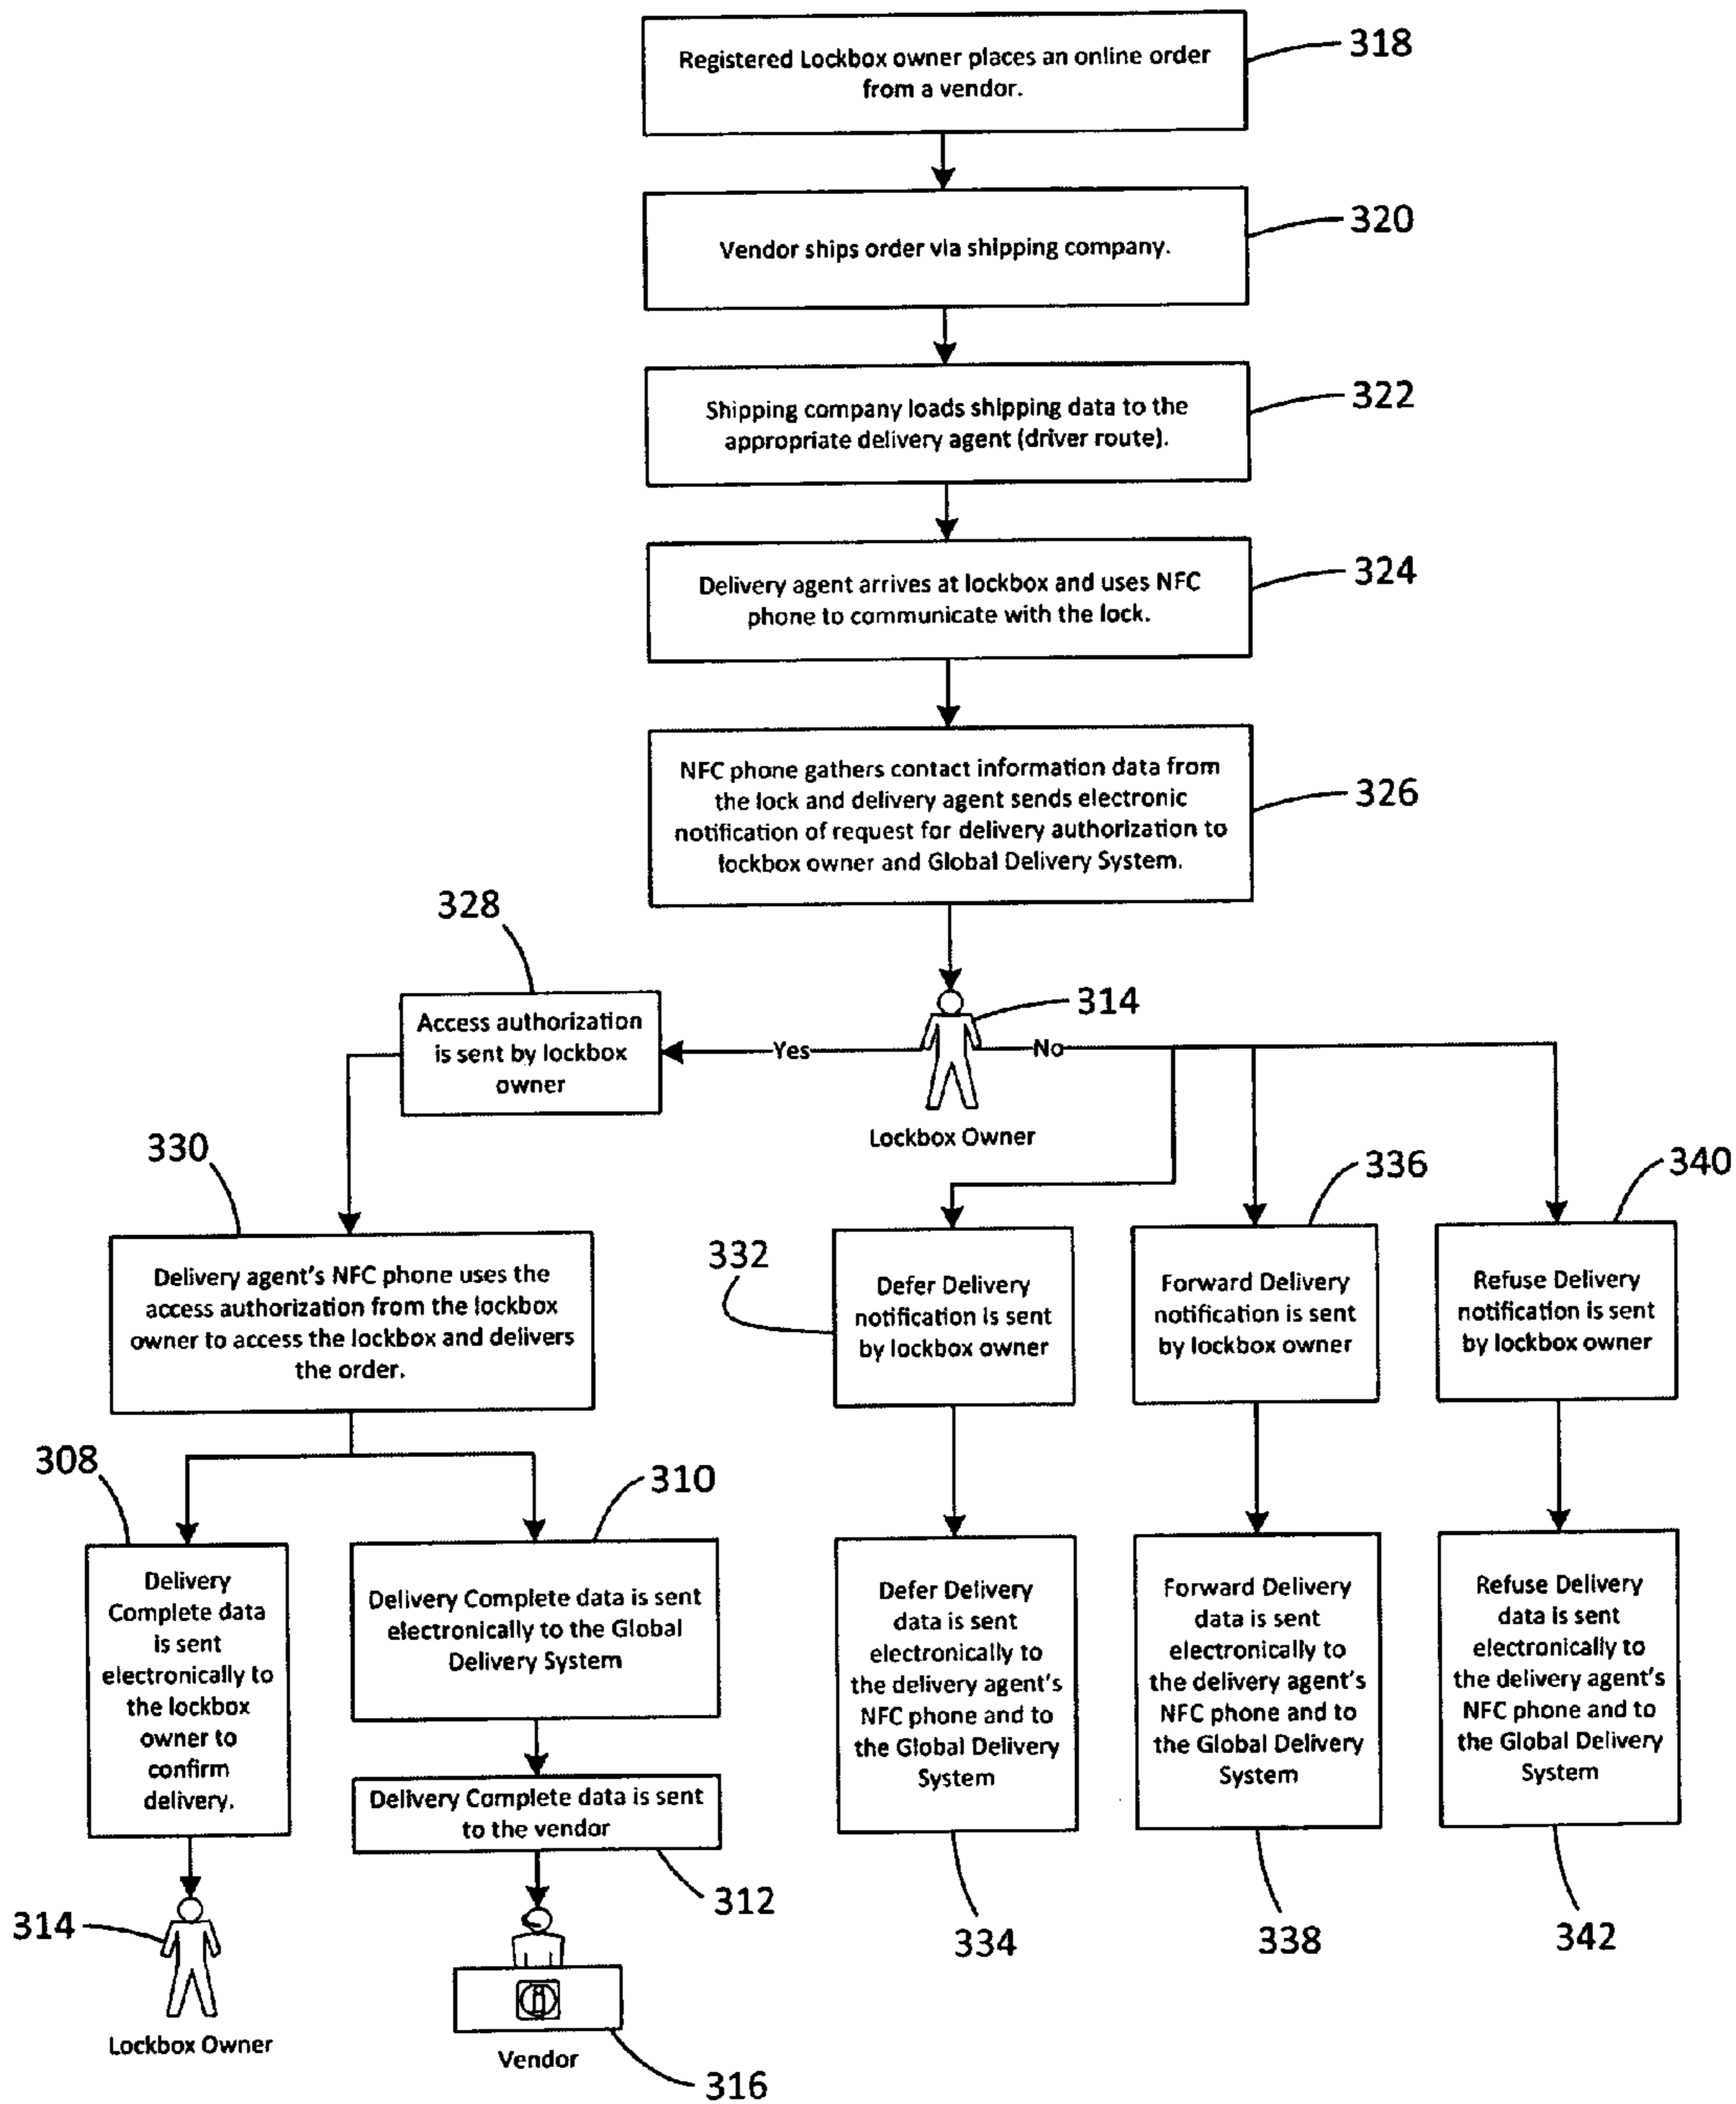 318
Registered Lockbox owner places an online order
from a vendor.
320
Vendor ships order via shipping company.
322
Shipping company loads shipping data to the
appropriate delivery agent (driver route).
324
Delivery agent arrives at lockbox and uses NFC
phone to communicate with the lock.
326
NFC phone gathers contact information data from
the lock and delivery agent sends electronic
notification of request for delivery authorization to
lockbox owner and Global Delivery System.
328
Access authorization
is sent by lockbox
owner
Yes
314
No
Lockbox Owner
330
Delivery agent's NFC phone uses the
access authorization from the lockbox
owner to access the lockbox and delivers
the order.
332
Defer Delivery
notification is sent
by lockbox owner
336
Forward Delivery
notification is sent
by lockbox owner
340
Refuse Delivery
notification is sent
by lockbox owner
308
Delivery
Complete data
is sent
electronically to
the lockbox
owner to
confirm
delivery.
310
Delivery Complete data is sent
electronically to the Global
Delivery System
Delivery Complete data is sent
to the vendor
312
Defer Delivery
data is sent
electronically to
the delivery agent's
NFC phone and to
the Global Delivery
System
334
Forward Delivery
data is sent
electronically to
the delivery agent's
NFC phone and to
the Global Delivery
System
338
Refuse Delivery
data is sent
electronically to
the delivery agent's
NFC phone and to
the Global Delivery
System
342
314
Lockbox Owner
i
Vendor
316